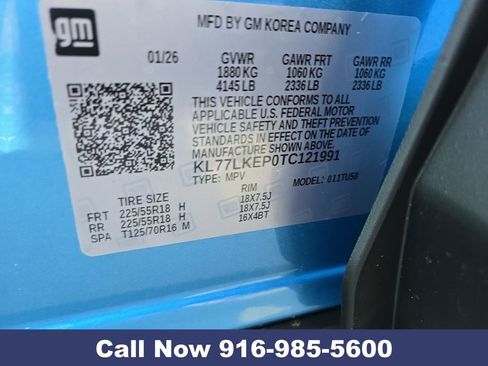 gm
MFD BY GM KOREA COMPANY
01/26 GVWR GAWR FRT GAWR RR
1880 KG 1060 KG 1060 KG
4145 LB 2336 LB 2336 LB
THIS VEHICLE CONFORMS TO ALL
APPLICABLE U.S. FEDERAL MOTOR
VEHICLE SAFETY AND THEFT PREVENTION
STANDARDS IN EFFECT ON THE DATE OF
MANUFACTURE SHOWN ABOVE.
KL77LKEP0TC121991
TYPE: MPV MODEL: 011TU58
TIRE SIZE RIM
FRT 225/55R18 H 18X7.5J
RR 225/55R18 H 18X7.5J
SPA T125/70R16 M 16X4BT
Call Now 916-985-5600